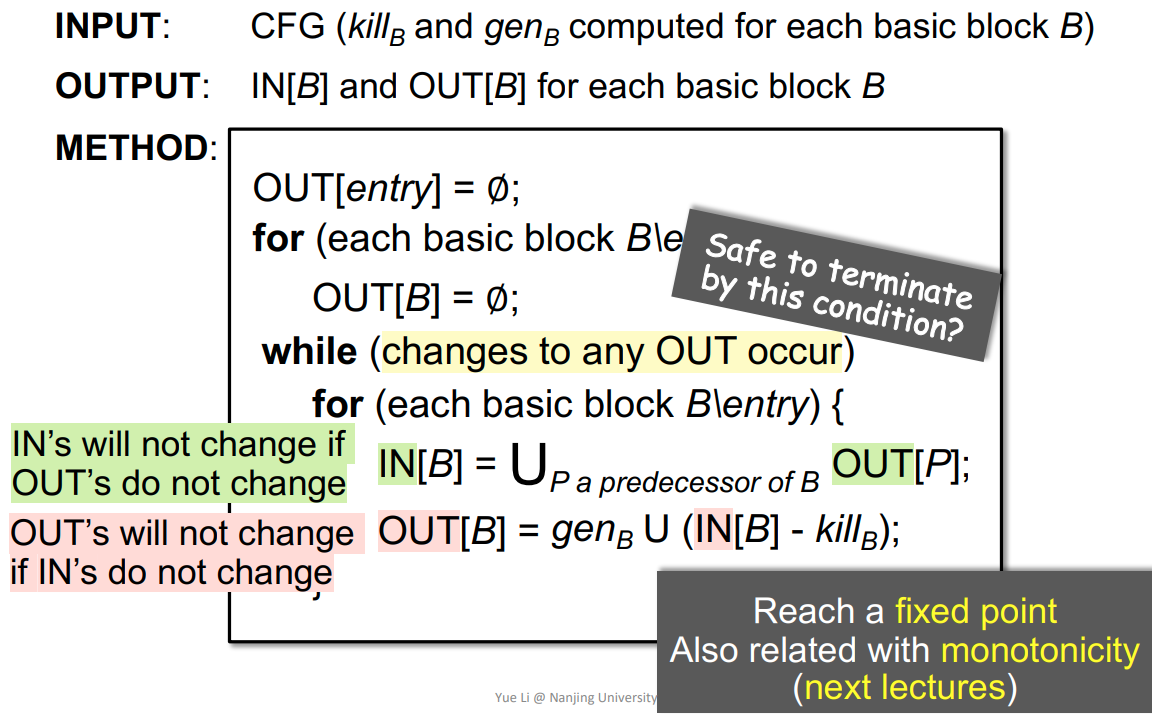 INPUT: CFG (kill_B and gen_B computed for each basic block B)
OUTPUT: IN[B] and OUT[B] for each basic block B
METHOD:
OUT[entry] = ∅;
for (each basic block B\e
Safe to terminate
by this condition?
OUT[B] = ∅;
while (changes to any OUT occur)
for (each basic block B\entry) {
IN's will not change if
OUT's do not change
IN[B] = ⋃_P a predecessor of B OUT[P];
OUT's will not change
if IN's do not change
OUT[B] = gen_B U (IN[B] - kill_B);
Reach a fixed point
Also related with monotonicity
(next lectures)
Yue Li @ Nanjing University